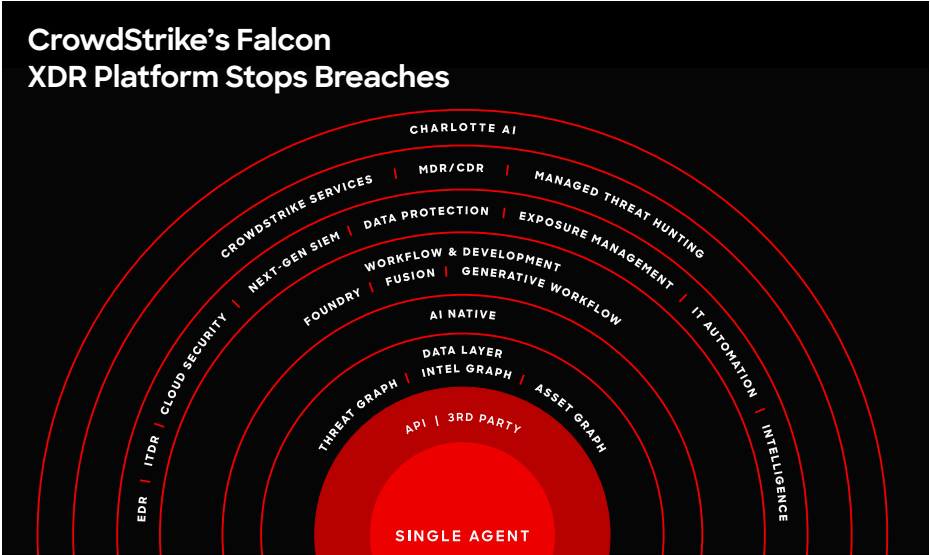 CrowdStrike's Falcon
XDR Platform Stops Breaches
CHARLOTTE AI
CROWDSTRIKE SERVICES | MDR/CDR | MANAGED THREAT HUNTING
EDR | ITDR | CLOUD SECURITY | NEXT-GEN SIEM | DATA PROTECTION | EXPOSURE MANAGEMENT | IT AUTOMATION | INTELLIGENCE
WORKFLOW & DEVELOPMENT
FOUNDRY | FUSION | GENERATIVE WORKFLOW
AI NATIVE
DATA LAYER
THREAT GRAPH | INTEL GRAPH | ASSET GRAPH
API | 3RD PARTY
SINGLE AGENT